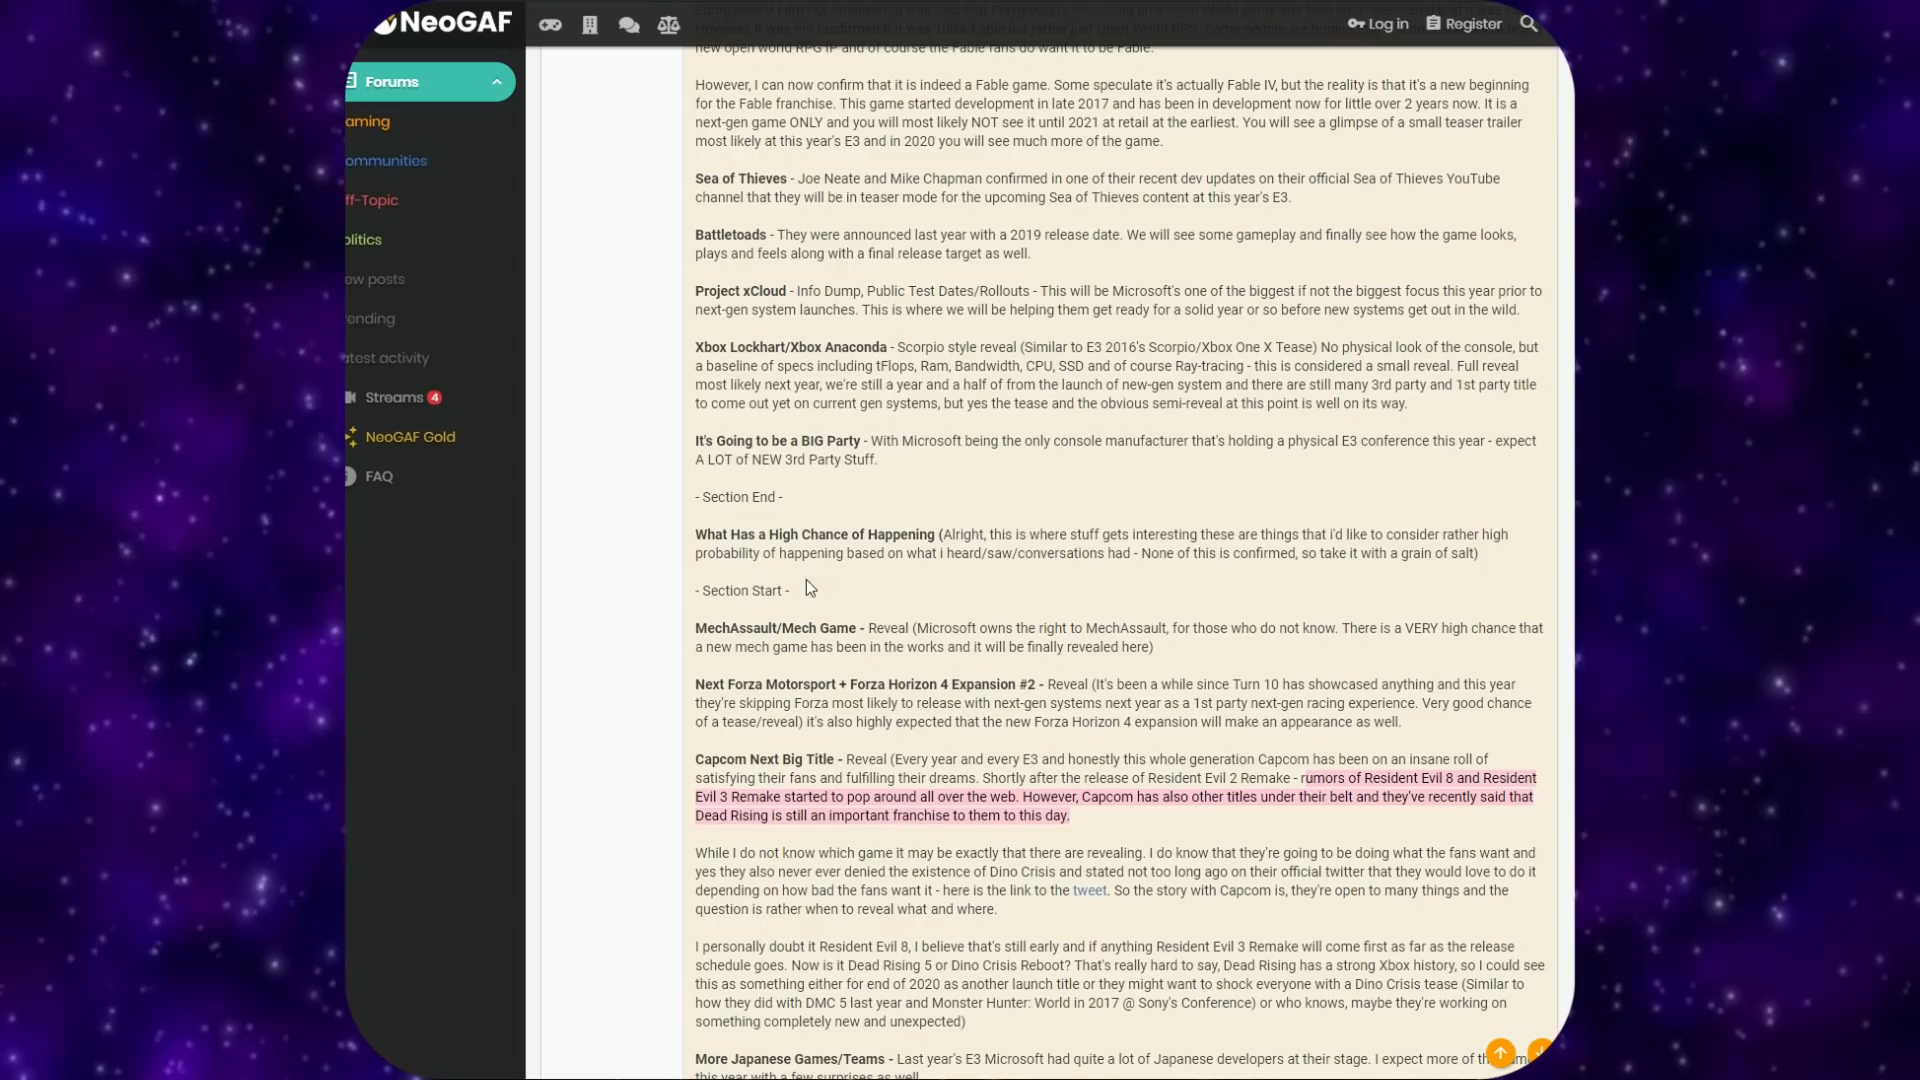 NeoGAF
Log in
Register
Forums
aming
ommunities
ff-Topic
olitics
ew posts
rending
atest activity
Streams 4
NeoGAF Gold
FAQ
new open world RPG IP and of course the Fable fans do want it to be Fable.
However, I can now confirm that it is indeed a Fable game. Some speculate it's actually Fable IV, but the reality is that it's a new beginning
for the Fable franchise. This game started development in late 2017 and has been in development now for little over 2 years now. It is a
next-gen game ONLY and you will most likely NOT see it until 2021 at retail at the earliest. You will see a glimpse of a small teaser trailer
most likely at this year's E3 and in 2020 you will see much more of the game.
Sea of Thieves - Joe Neate and Mike Chapman confirmed in one of their recent dev updates on their official Sea of Thieves YouTube
channel that they will be in teaser mode for the upcoming Sea of Thieves content at this year's E3.
Battletoads - They were announced last year with a 2019 release date. We will see some gameplay and finally see how the game looks,
plays and feels along with a final release target as well.
Project xCloud - Info Dump, Public Test Dates/Rollouts - This will be Microsoft's one of the biggest if not the biggest focus this year prior to
next-gen system launches. This is where we will be helping them get ready for a solid year or so before new systems get out in the wild.
Xbox Lockhart/Xbox Anaconda - Scorpio style reveal (Similar to E3 2016's Scorpio/Xbox One X Tease) No physical look of the console, but
a baseline of specs including tFlops, Ram, Bandwidth, CPU, SSD and of course Ray-tracing - this is considered a small reveal. Full reveal
most likely next year, we're still a year and a half of from the launch of new-gen system and there are still many 3rd party and 1st party title
to come out yet on current gen systems, but yes the tease and the obvious semi-reveal at this point is well on its way.
It's Going to be a BIG Party - With Microsoft being the only console manufacturer that's holding a physical E3 conference this year - expect
A LOT of NEW 3rd Party Stuff.
- Section End -
What Has a High Chance of Happening (Alright, this is where stuff gets interesting these are things that i'd like to consider rather high
probability of happening based on what i heard/saw/conversations had - None of this is confirmed, so take it with a grain of salt)
- Section Start -
MechAssault/Mech Game - Reveal (Microsoft owns the right to MechAssault, for those who do not know. There is a VERY high chance that
a new mech game has been in the works and it will be finally revealed here)
Next Forza Motorsport + Forza Horizon 4 Expansion #2 - Reveal (It's been a while since Turn 10 has showcased anything and this year
they're skipping Forza most likely to release with next-gen systems next year as a 1st party next-gen racing experience. Very good chance
of a tease/reveal) it's also highly expected that the new Forza Horizon 4 expansion will make an appearance as well.
Capcom Next Big Title - Reveal (Every year and every E3 and honestly this whole generation Capcom has been on an insane roll of
satisfying their fans and fulfilling their dreams. Shortly after the release of Resident Evil 2 Remake - rumors of Resident Evil 8 and Resident
Evil 3 Remake started to pop around all over the web. However, Capcom has also other titles under their belt and they've recently said that
Dead Rising is still an important franchise to them to this day.
While I do not know which game it may be exactly that there are revealing. I do know that they're going to be doing what the fans want and
yes they also never ever denied the existence of Dino Crisis and stated not too long ago on their official twitter that they would love to do it
depending on how bad the fans want it - here is the link to the tweet. So the story with Capcom is, they're open to many things and the
question is rather when to reveal what and where.
I personally doubt it Resident Evil 8, I believe that's still early and if anything Resident Evil 3 Remake will come first as far as the release
schedule goes. Now is it Dead Rising 5 or Dino Crisis Reboot? That's really hard to say, Dead Rising has a strong Xbox history, so I could see
this as something either for end of 2020 as another launch title or they might want to shock everyone with a Dino Crisis tease (Similar to
how they did with DMC 5 last year and Monster Hunter: World in 2017 @ Sony's Conference) or who knows, maybe they're working on
something completely new and unexpected)
More Japanese Games/Teams - Last year's E3 Microsoft had quite a lot of Japanese developers at their stage. I expect more of th
this year with a few surprises as well